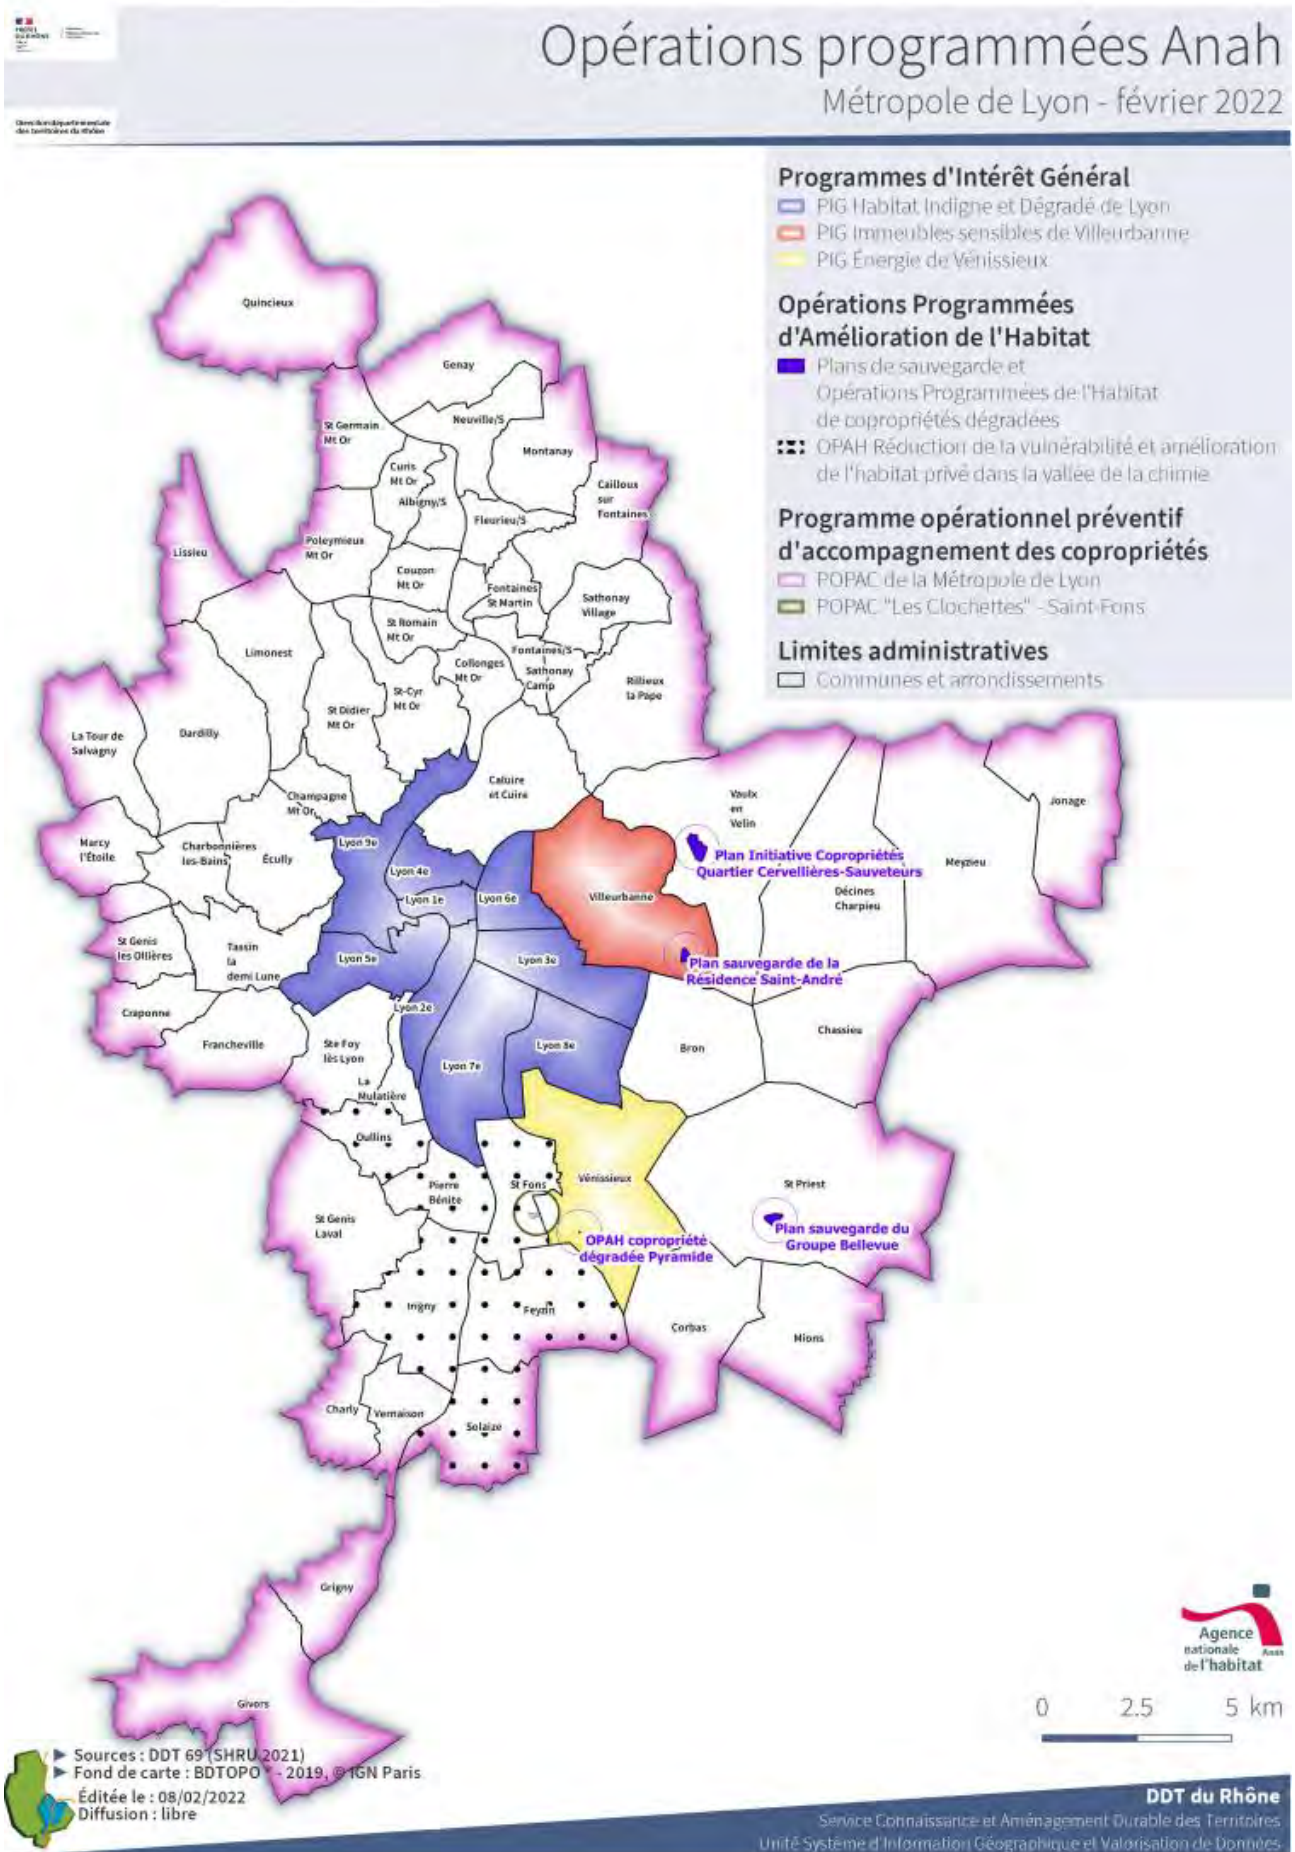 PRÉFET
DU RHÔNE
Direction départementale
des territoires du Rhône
Opérations programmées Anah
Métropole de Lyon - février 2022
Programmes d'Intérêt Général
PIG Habitat Indigne et Dégradé de Lyon
PIG Immeubles sensibles de Villeurbanne
PIG Énergie de Vénissieux
Opérations Programmées
d'Amélioration de l'Habitat
Plans de sauvegarde et
Opérations Programmées de l'Habitat
de copropriétés dégradées
OPAH Réduction de la vulnérabilité et amélioration
de l'habitat privé dans la vallée de la chimie
Programme opérationnel préventif
d'accompagnement des copropriétés
POPAC de la Métropole de Lyon
POPAC "Les Clochettes" - Saint-Fons
Limites administratives
Communes et arrondissements
Quincieux
Genay
Neuville/S
St Germain
Mt Or
Montanay
Curis
Mt Or
Albigny/S
Cailloux
sur
Fontaines
Fleurieu/S
Poleymieux
Mt Or
Lissieu
Couzon
Mt Or
Fontaines
St Martin
Sathonay
Village
St Romain
Mt Or
Limonest
Fontaines/S
Collonges
Mt Or
Sathonay
Camp
Rillieux
la Pape
St-Cyr
Mt Or
St Didier
Mt Or
La Tour de
Salvagny
Dardilly
Caluire
et Cuire
Champagne
Mt Or
Vaulx
en
Velin
Jonage
Marcy
l'Étoile
Charbonnières
les-Bains
Écully
Lyon 9e
Lyon 4e
Lyon 1e
Lyon 6e
Villeurbanne
Plan Initiative Copropriétés
Quartier Cervellières-Sauveteurs
Meyzieu
Décines
Charpieu
St Genis
les Ollières
Tassin
la
demi Lune
Lyon 5e
Lyon 3e
Plan sauvegarde de la
Résidence Saint-André
Craponne
Lyon 2e
Francheville
Ste Foy
lès Lyon
Lyon 8e
Bron
Chassieu
Lyon 7e
La
Mulatière
Oullins
Pierre
Bénite
St Fons
Vénissieux
St Priest
St Genis
Laval
OPAH copropriété
dégradée Pyramide
Plan sauvegarde du
Groupe Bellevue
Irigny
Feyzin
Corbas
Mions
Charly
Vernaison
Solaize
Grigny
Givors
Agence
nationale
de l'habitat
Anah
0 2.5 5 km
Sources : DDT 69 (SHRU 2021)
Fond de carte : BDTOPO ® - 2019, © IGN Paris
Éditée le : 08/02/2022
Diffusion : libre
DDT du Rhône
Service Connaissance et Aménagement Durable des Territoires
Unité Système d'Information Géographique et Valorisation de Données